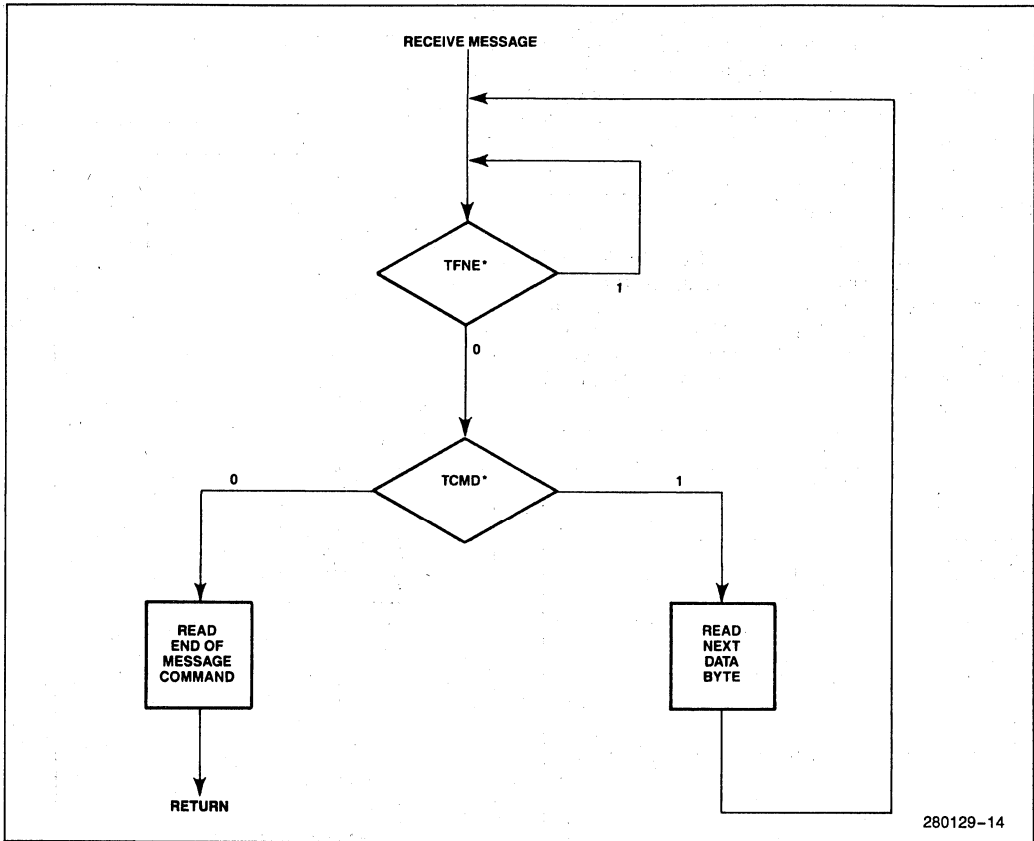 RECEIVE MESSAGE
TFNE*
1
0
TCMD*
0
1
READ
END OF
MESSAGE
COMMAND
READ
NEXT
DATA
BYTE
RETURN
280129-14